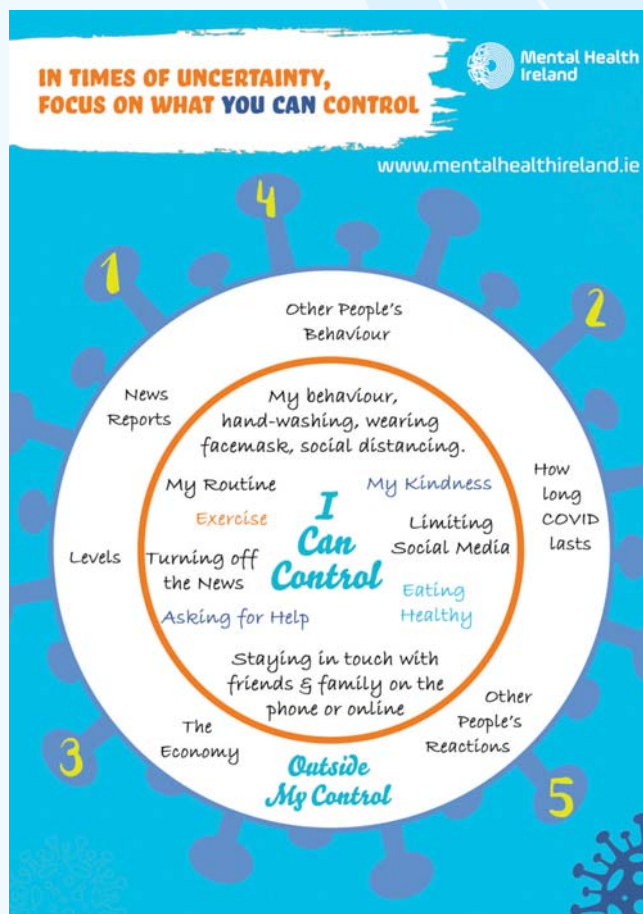 IN TIMES OF UNCERTAINTY,
FOCUS ON WHAT YOU CAN CONTROL
Mental Health
Ireland
www.mentalhealthireland.ie
4
1
2
Other People's
Behaviour
News
Reports
My behaviour,
hand-washing, wearing
facemask, social distancing.
How
long
COVID
lasts
My Routine
My Kindness
Exercise
I
Can
Control
Limiting
Social Media
Levels
Turning off
the News
Eating
Healthy
Asking for Help
Staying in touch with
friends & family on the
phone or online
The
Economy
Other
People's
Reactions
Outside
My Control
3
5